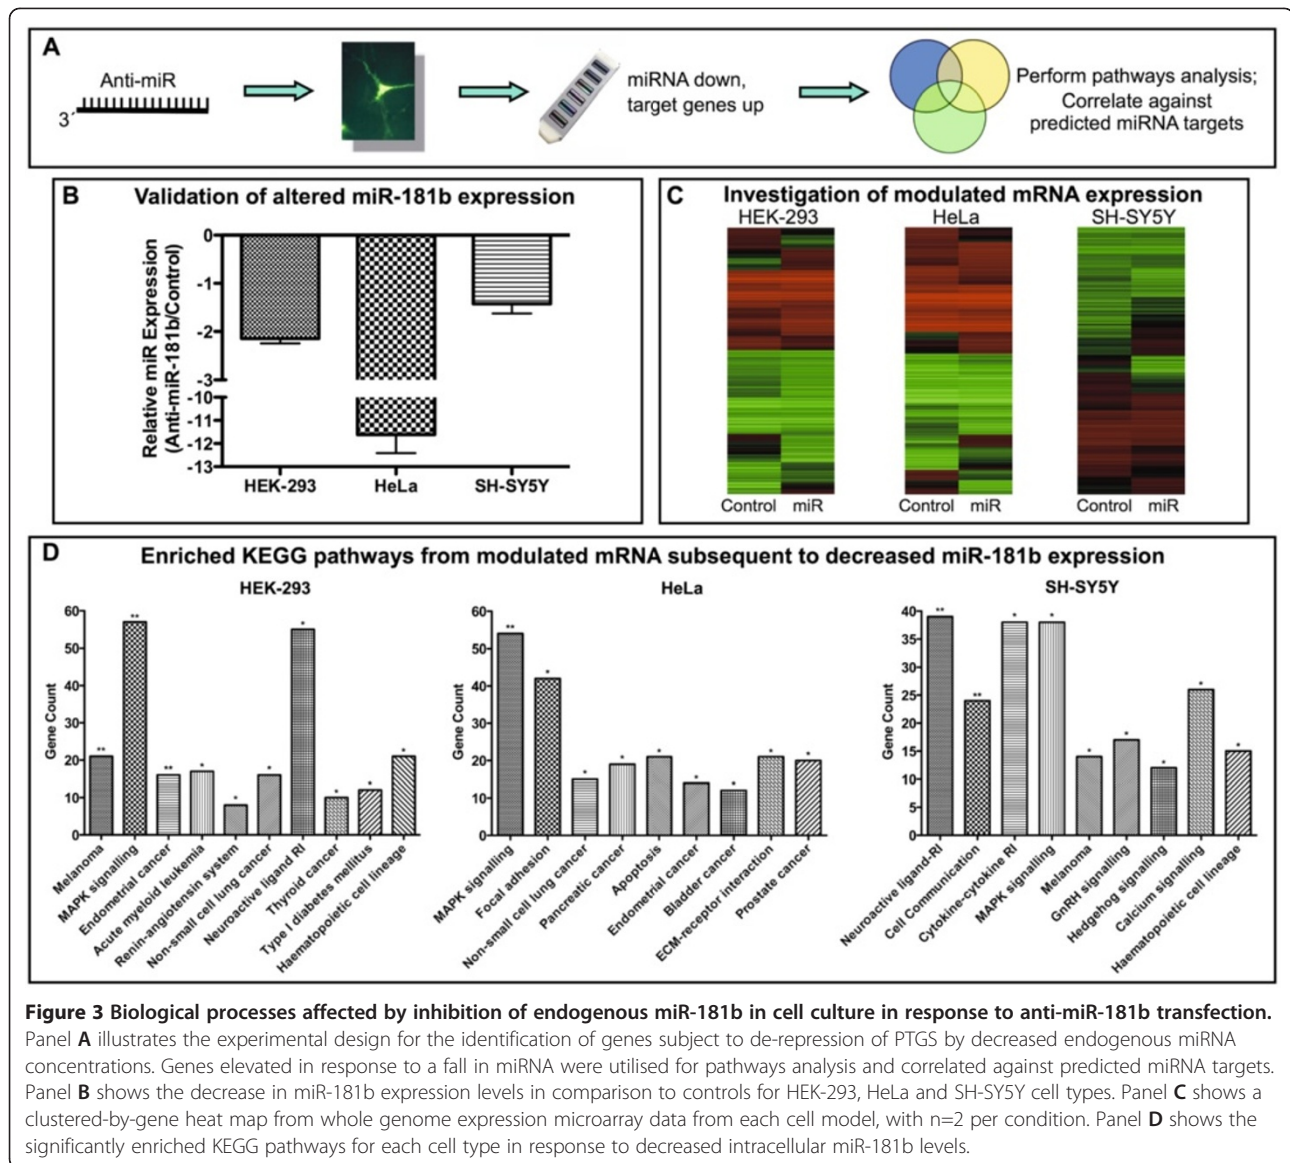 A
Anti-miR
3´
miRNA down,
target genes up
Perform pathways analysis;
Correlate against
predicted miRNA targets
B
Validation of altered miR-181b expression
Relative miR Expression
(Anti-miR-181b/Control)
0
-1
-2
-3
-10
-11
-12
-13
HEK-293
HeLa
SH-SY5Y
C
Investigation of modulated mRNA expression
HEK-293
HeLa
SH-SY5Y
Control miR
Control miR
Control miR
D
Enriched KEGG pathways from modulated mRNA subsequent to decreased miR-181b expression
HEK-293
Gene Count
60
50
40
30
20
10
0
**
**
**
*
*
*
*
*
*
*
Melanoma
MAPK signalling
Endometrial cancer
Acute myeloid leukemia
Renin-angiotensin system
Non-small cell lung cancer
Neuroactive ligand RI
Thyroid cancer
Type I diabetes mellitus
Haematopoietic cell lineage
HeLa
Gene Count
60
50
40
30
20
10
0
**
*
*
*
*
*
*
*
*
MAPK signalling
Focal adhesion
Non-small cell lung cancer
Pancreatic cancer
Apoptosis
Endometrial cancer
Bladder cancer
ECM-receptor interaction
Prostate cancer
SH-SY5Y
Gene Count
40
35
30
25
20
15
10
5
0
**
**
*
*
*
*
*
*
*
Neuroactive ligand-RI
Cell Communication
Cytokine-cytokine RI
MAPK signalling
Melanoma
GnRH signalling
Hedgehog signalling
Calcium signalling
Haematopoietic cell lineage
Figure 3 Biological processes affected by inhibition of endogenous miR-181b in cell culture in response to anti-miR-181b transfection.
Panel A illustrates the experimental design for the identification of genes subject to de-repression of PTGS by decreased endogenous miRNA
concentrations. Genes elevated in response to a fall in miRNA were utilised for pathways analysis and correlated against predicted miRNA targets.
Panel B shows the decrease in miR-181b expression levels in comparison to controls for HEK-293, HeLa and SH-SY5Y cell types. Panel C shows a
clustered-by-gene heat map from whole genome expression microarray data from each cell model, with n=2 per condition. Panel D shows the
significantly enriched KEGG pathways for each cell type in response to decreased intracellular miR-181b levels.